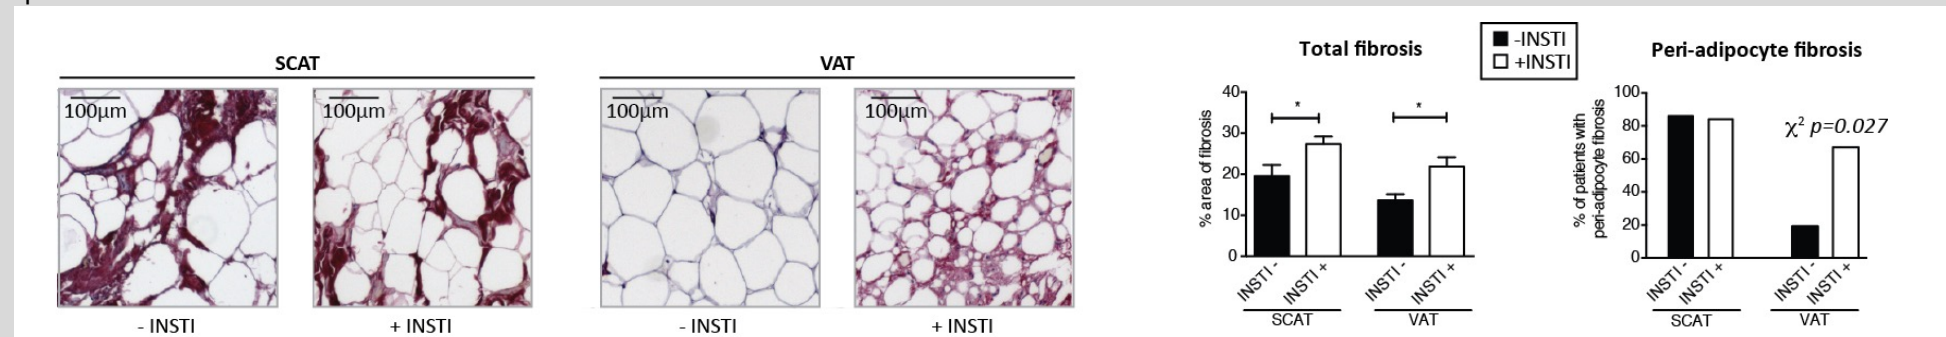 SCAT
VAT
100μm
100μm
100μm
100μm
- INSTI
+ INSTI
- INSTI
+ INSTI
Total fibrosis
-INSTI
+INSTI
% area of fibrosis
40
30
20
10
0
*
*
INSTI -
INSTI +
INSTI -
INSTI +
SCAT
VAT
Peri-adipocyte fibrosis
% of patients with
peri-adipocyte fibrosis
100
80
60
40
20
0
χ² p=0.027
INSTI -
INSTI +
INSTI -
INSTI +
SCAT
VAT